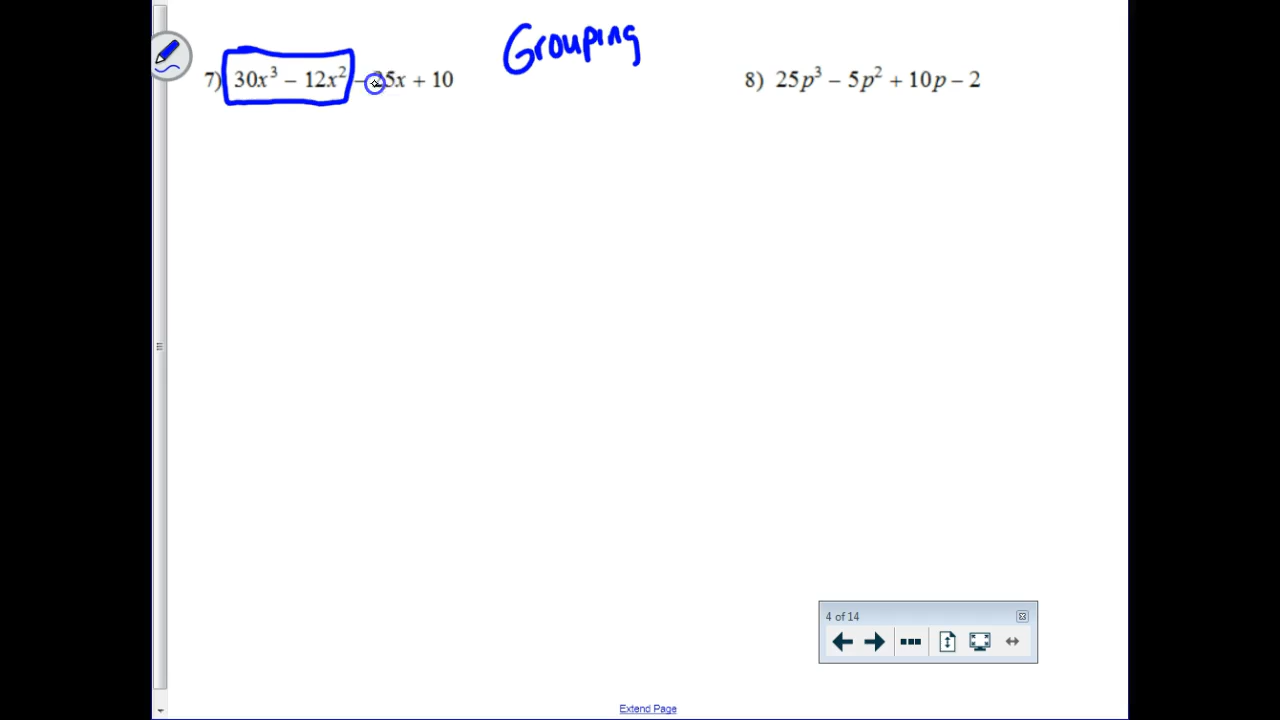 Grouping
7) 30x³ − 12x² − 25x + 10
8) 25p³ − 5p² + 10p − 2
4 of 14
Extend Page